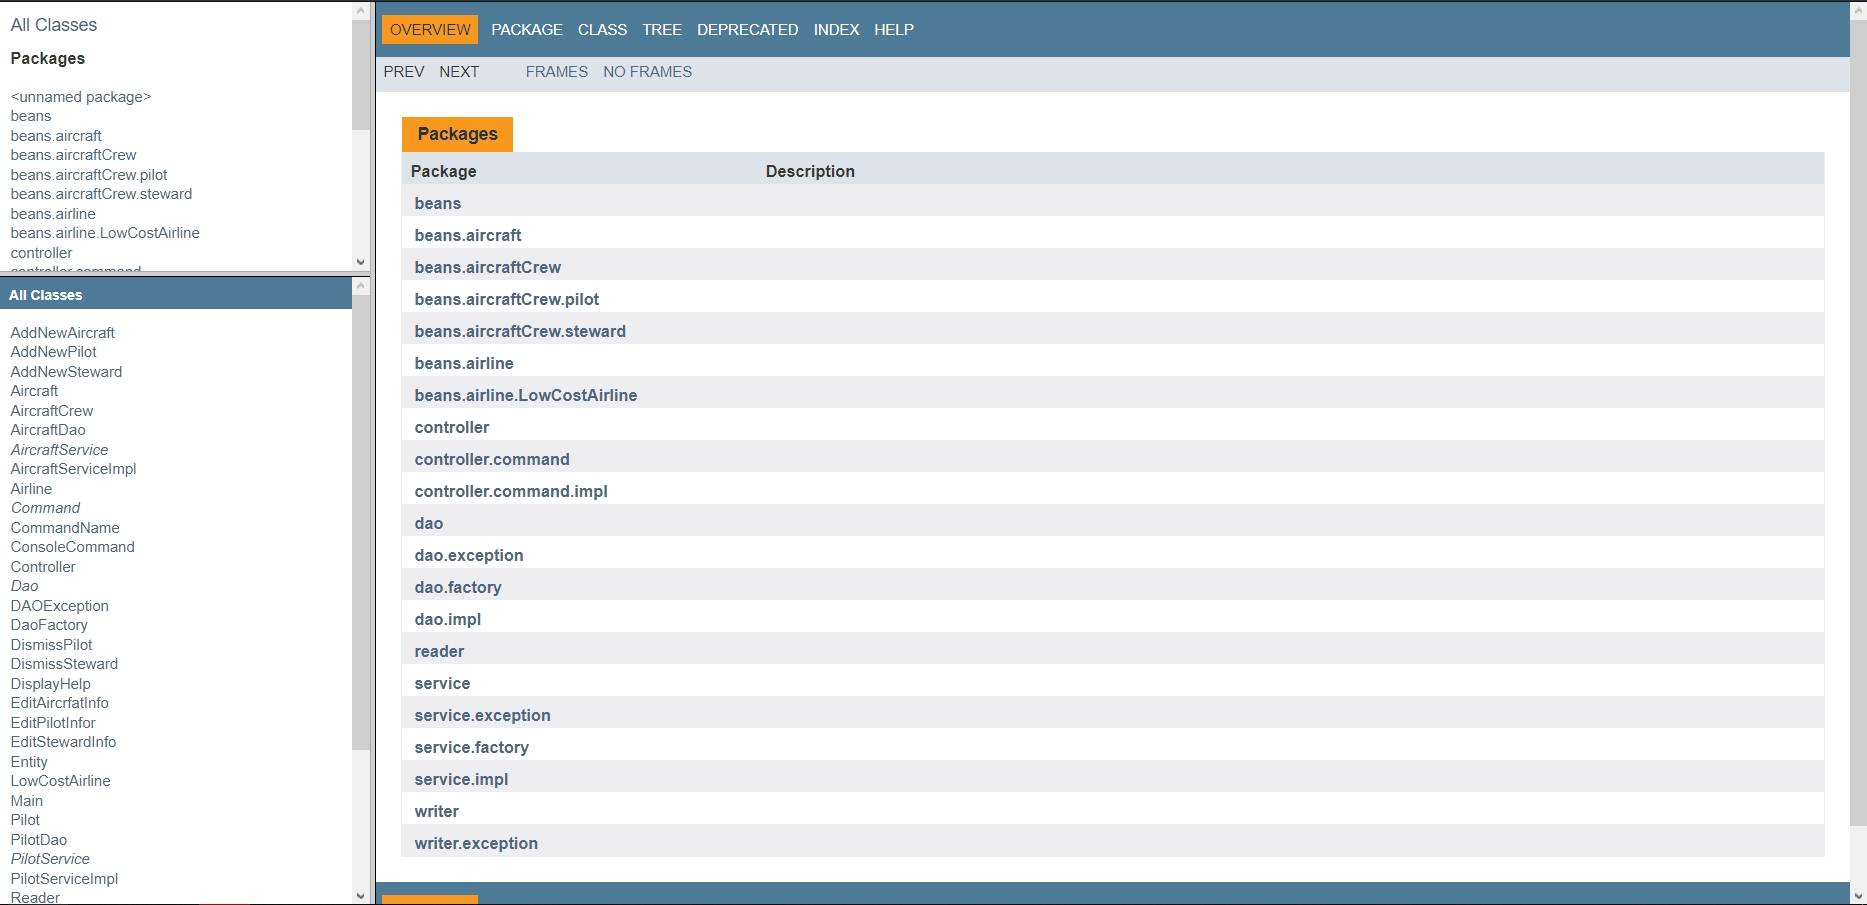 All Classes
Packages
<unnamed package>
beans
beans.aircraft
beans.aircraftCrew
beans.aircraftCrew.pilot
beans.aircraftCrew.steward
beans.airline
beans.airline.LowCostAirline
controller
controller.command
All Classes
AddNewAircraft
AddNewPilot
AddNewSteward
Aircraft
AircraftCrew
AircraftDao
AircraftService
AircraftServiceImpl
Airline
Command
CommandName
ConsoleCommand
Controller
Dao
DAOException
DaoFactory
DismissPilot
DismissSteward
DisplayHelp
EditAircrfatInfo
EditPilotInfor
EditStewardInfo
Entity
LowCostAirline
Main
Pilot
PilotDao
PilotService
PilotServiceImpl
Reader
OVERVIEW PACKAGE CLASS TREE DEPRECATED INDEX HELP
PREV NEXT FRAMES NO FRAMES
Packages
Package Description
beans
beans.aircraft
beans.aircraftCrew
beans.aircraftCrew.pilot
beans.aircraftCrew.steward
beans.airline
beans.airline.LowCostAirline
controller
controller.command
controller.command.impl
dao
dao.exception
dao.factory
dao.impl
reader
service
service.exception
service.factory
service.impl
writer
writer.exception